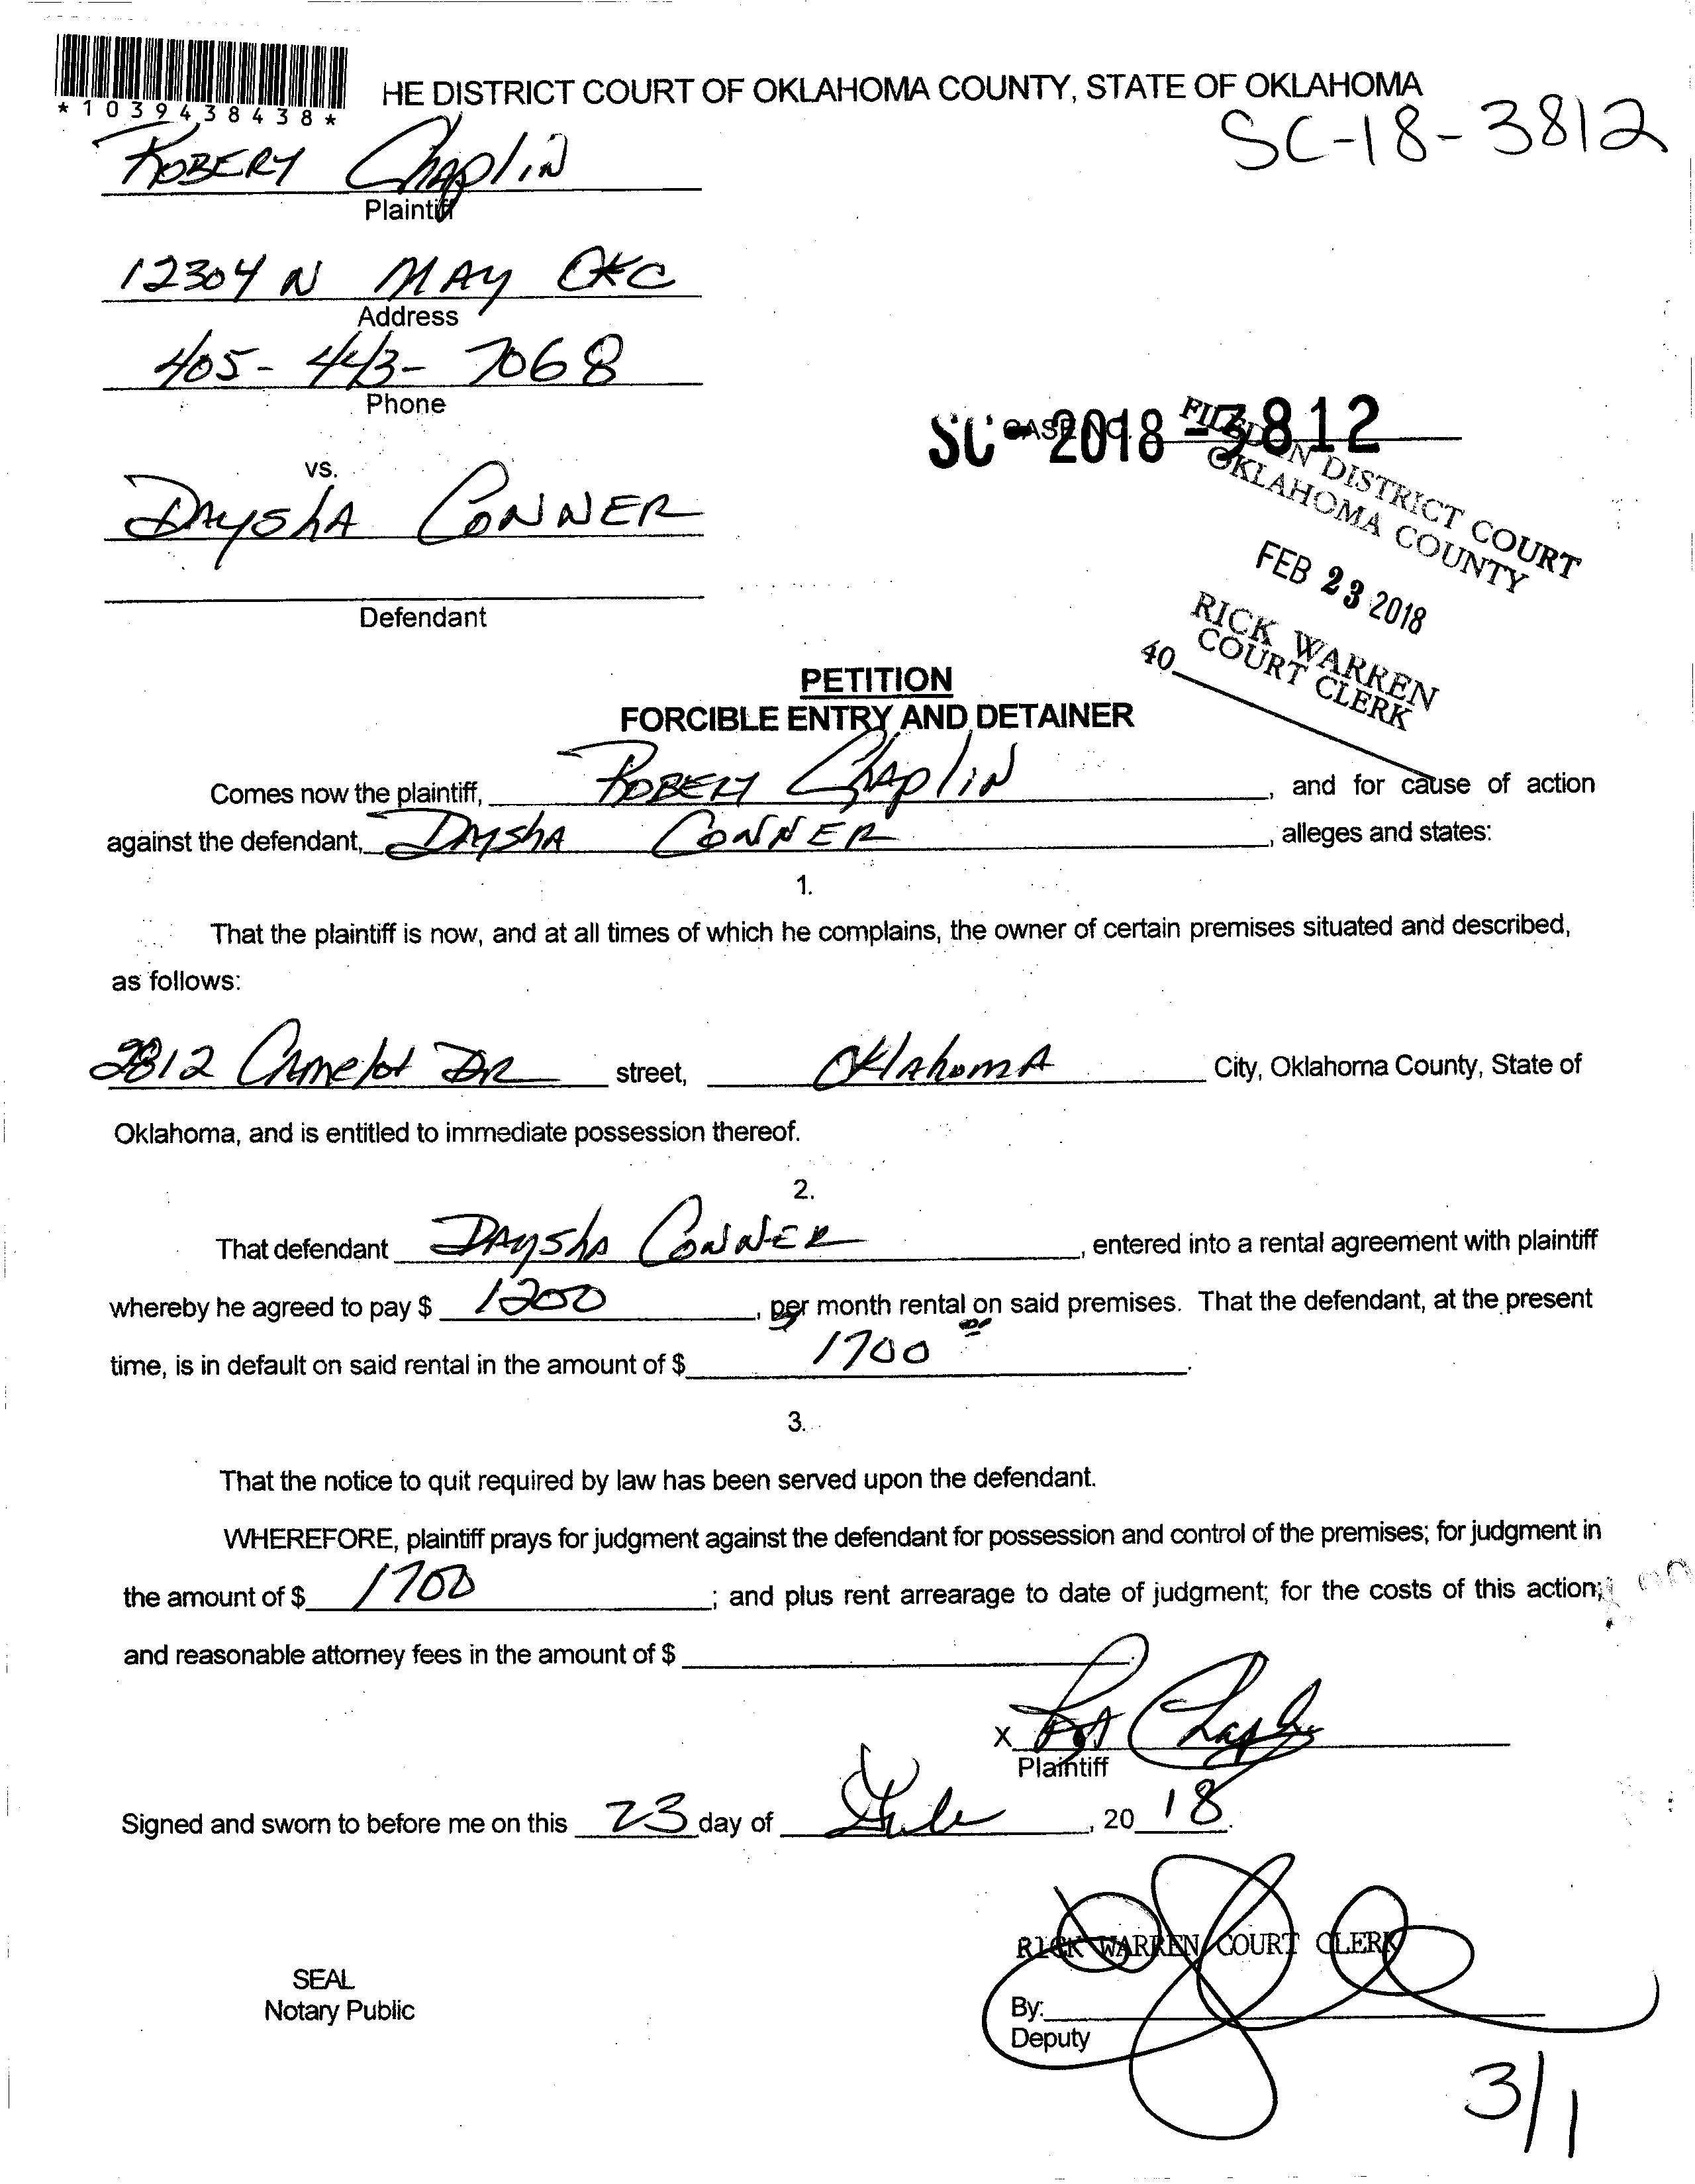 *1039438438*
HE DISTRICT COURT OF OKLAHOMA COUNTY, STATE OF OKLAHOMA
SC-18-3812
ROBERT Chaplin
Plaintiff
12304 N MAY OKC
Address
405-443-7068
Phone
CASE NO.
SC-2018-3812
FILED IN DISTRICT COURT
OKLAHOMA COUNTY
FEB 23 2018
RICK WARREN
COURT CLERK
40
vs.
DAYSHA CONNER
Defendant
PETITION
FORCIBLE ENTRY AND DETAINER
Comes now the plaintiff, ROBERT Chaplin, and for cause of action
against the defendant, DAYSHA CONNER, alleges and states:
1.
That the plaintiff is now, and at all times of which he complains, the owner of certain premises situated and described,
as follows:
2812 Camelot DR street, Oklahoma City, Oklahoma County, State of
Oklahoma, and is entitled to immediate possession thereof.
2.
That defendant DAYSHA CONNER, entered into a rental agreement with plaintiff
whereby he agreed to pay $ 1200, per month rental on said premises. That the defendant, at the present
time, is in default on said rental in the amount of $ 1700.
3.
That the notice to quit required by law has been served upon the defendant.
WHEREFORE, plaintiff prays for judgment against the defendant for possession and control of the premises; for judgment in
the amount of $ 1700; and plus rent arrearage to date of judgment; for the costs of this action;
and reasonable attorney fees in the amount of $
X
Plaintiff
Signed and sworn to before me on this 23 day of Feb, 20 18.
RICK WARREN COURT CLERK
SEAL
Notary Public
By:
Deputy
3/1